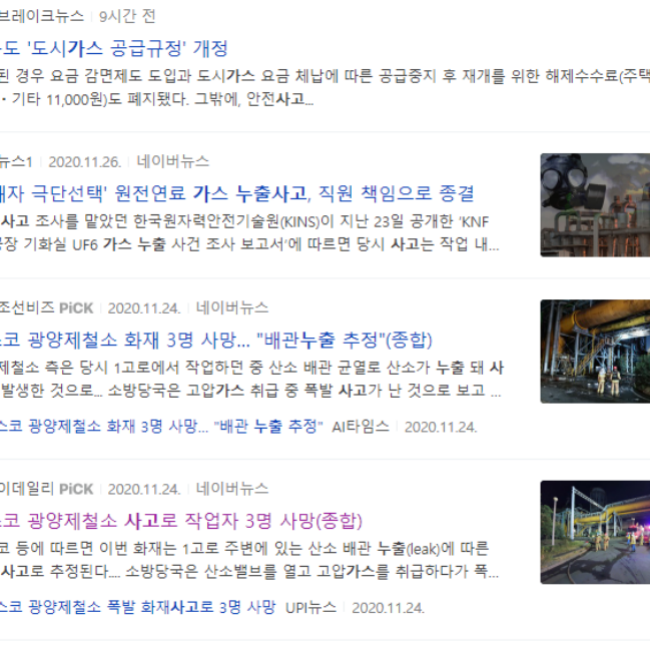 브레이크뉴스 9시간 전
도 '도시가스 공급규정' 개정
된 경우 요금 감면제도 도입과 도시가스 요금 체납에 따른 공급중지 후 재개를 위한 해제수수료(주택
· 기타 11,000원)도 폐지됐다. 그밖에, 안전사고...
뉴스1 2020.11.26. 네이버뉴스
자 극단선택' 원전연료 가스 누출사고, 직원 책임으로 종결
사고 조사를 맡았던 한국원자력안전기술원(KINS)이 지난 23일 공개한 'KNF
공장 기화실 UF6 가스 누출 사건 조사 보고서'에 따르면 당시 사고는 작업 내...
조선비즈 PiCK 2020.11.24. 네이버뉴스
스코 광양제철소 화재 3명 사망... "배관누출 추정"(종합)
제철소 측은 당시 1고로에서 작업하던 중 산소 배관 균열로 산소가 누출 돼 사
발생한 것으로... 소방당국은 고압가스 취급 중 폭발 사고가 난 것으로 보고 ...
스코 광양제철소 화재 3명 사망... "배관 누출 추정" AI타임스 2020.11.24.
이데일리 PiCK 2020.11.24. 네이버뉴스
스코 광양제철소 사고로 작업자 3명 사망(종합)
코 등에 따르면 이번 화재는 1고로 주변에 있는 산소 배관 누출(leak)에 따른
사고로 추정된다.... 소방당국은 산소밸브를 열고 고압가스를 취급하다가 폭...
스코 광양제철소 폭발 화재사고로 3명 사망 UPI뉴스 2020.11.24.